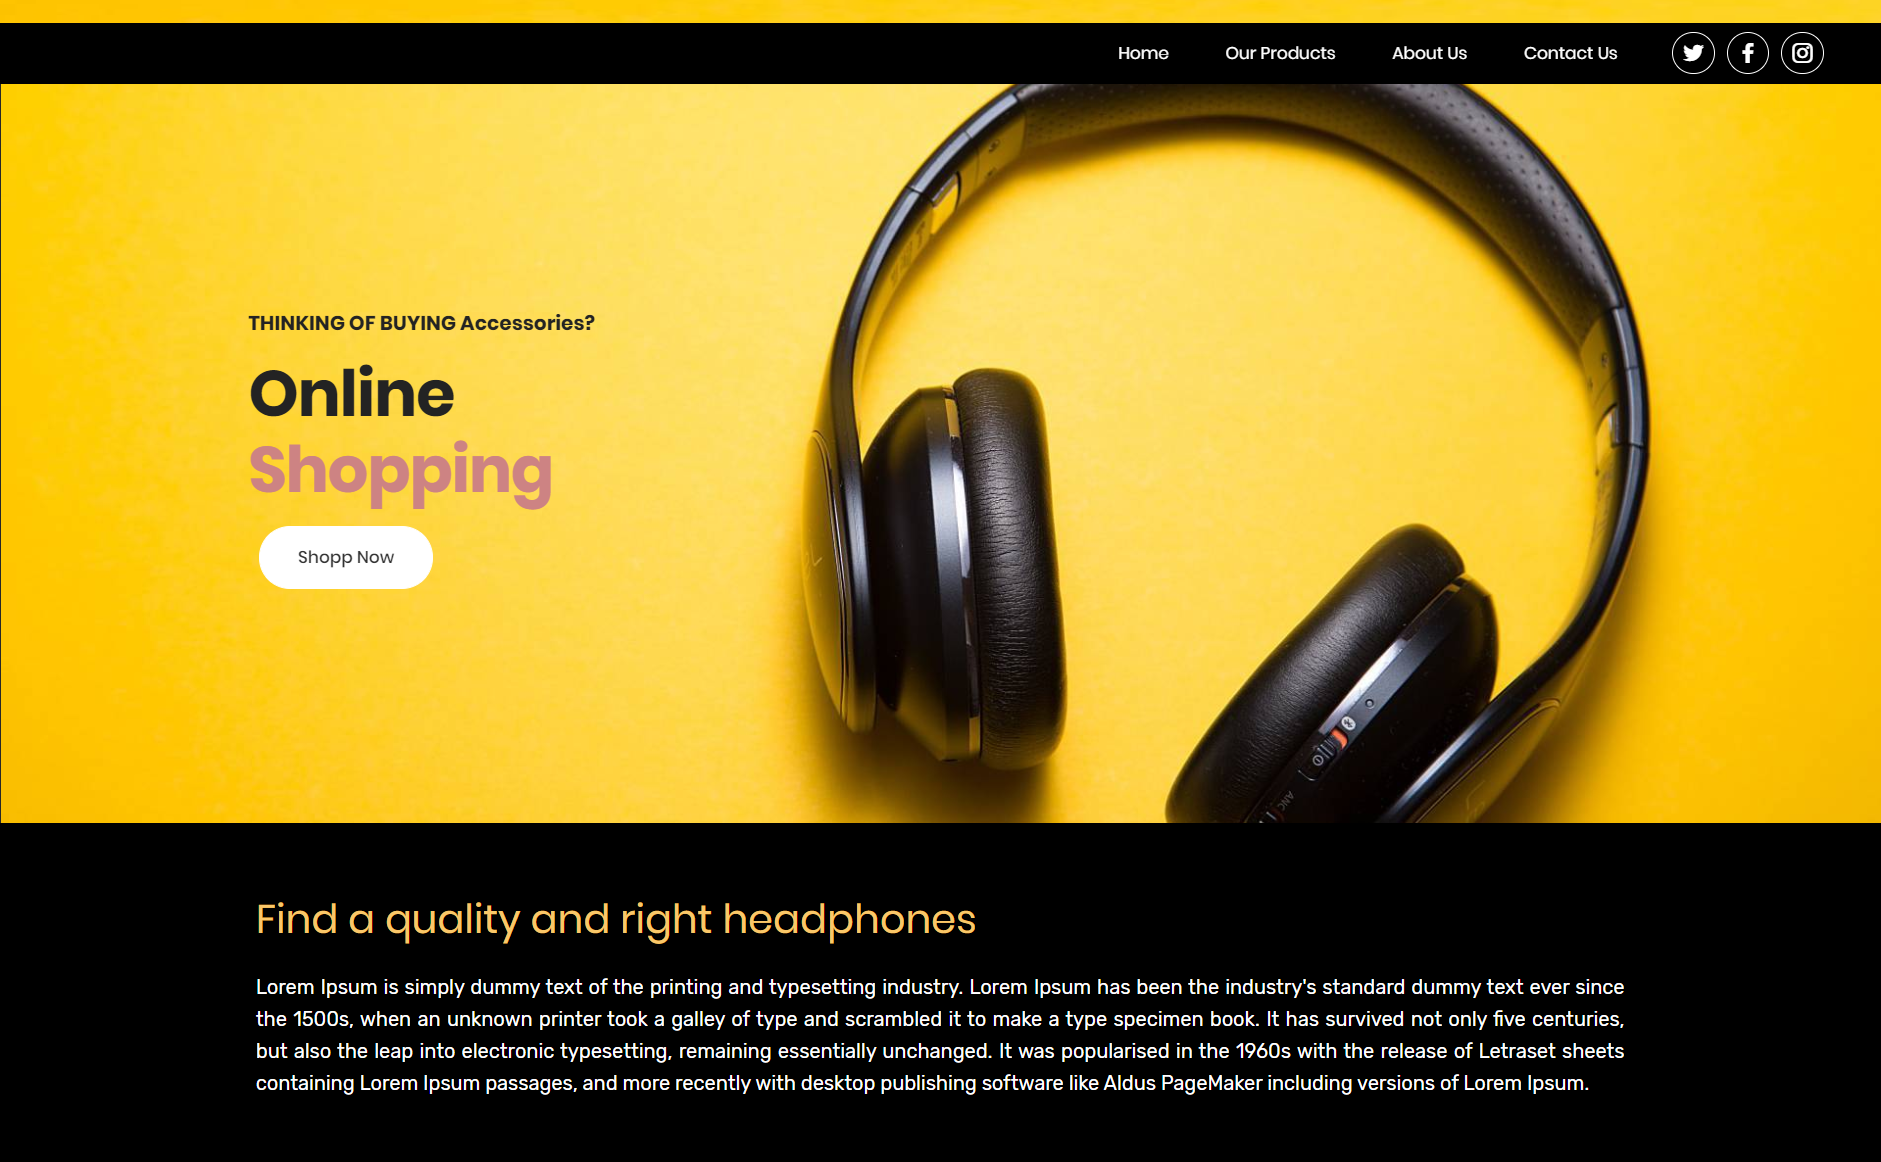 Home Our Products About Us Contact Us
THINKING OF BUYING Accessories?
Online
Shopping
Shopp Now
ANC
Find a quality and right headphones
Lorem Ipsum is simply dummy text of the printing and typesetting industry. Lorem Ipsum has been the industry's standard dummy text ever since
the 1500s, when an unknown printer took a galley of type and scrambled it to make a type specimen book. It has survived not only five centuries,
but also the leap into electronic typesetting, remaining essentially unchanged. It was popularised in the 1960s with the release of Letraset sheets
containing Lorem Ipsum passages, and more recently with desktop publishing software like Aldus PageMaker including versions of Lorem Ipsum.